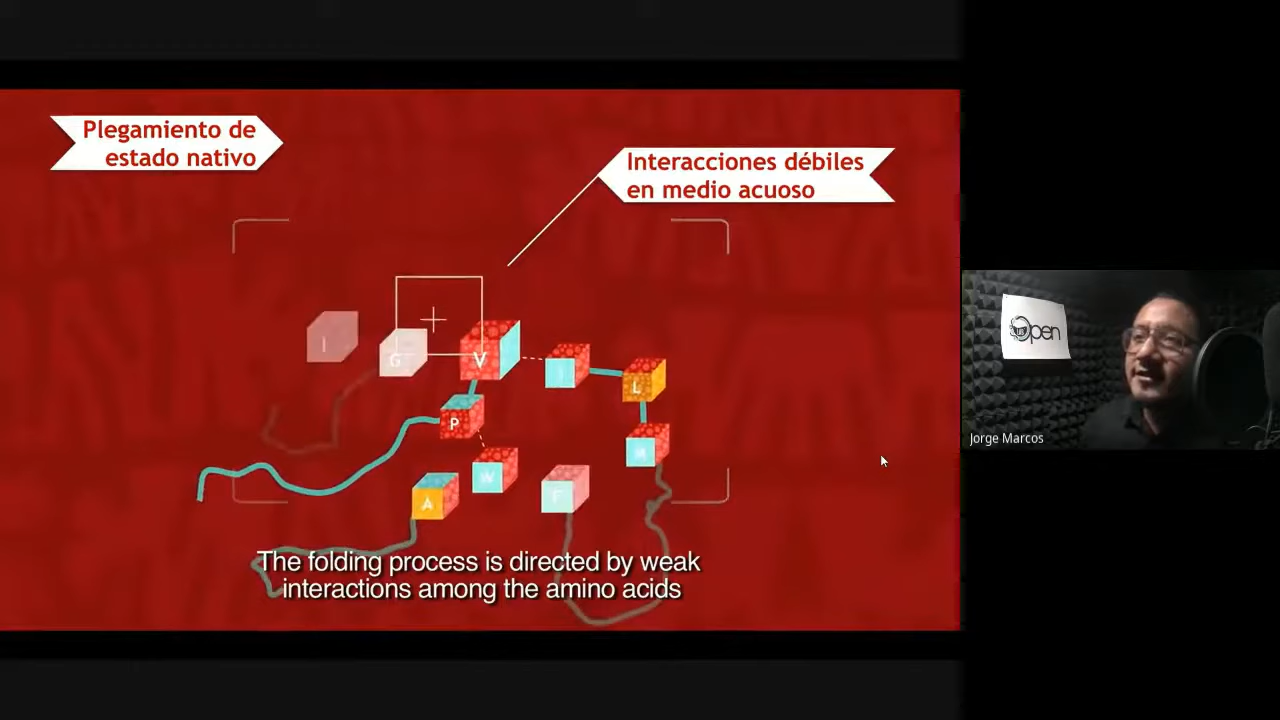 Plegamiento de
estado nativo
Interacciones débiles
en medio acuoso
I
G
V
I
L
P
W
A
F
The folding process is directed by weak
interactions among the amino acids
Open
Jorge Marcos